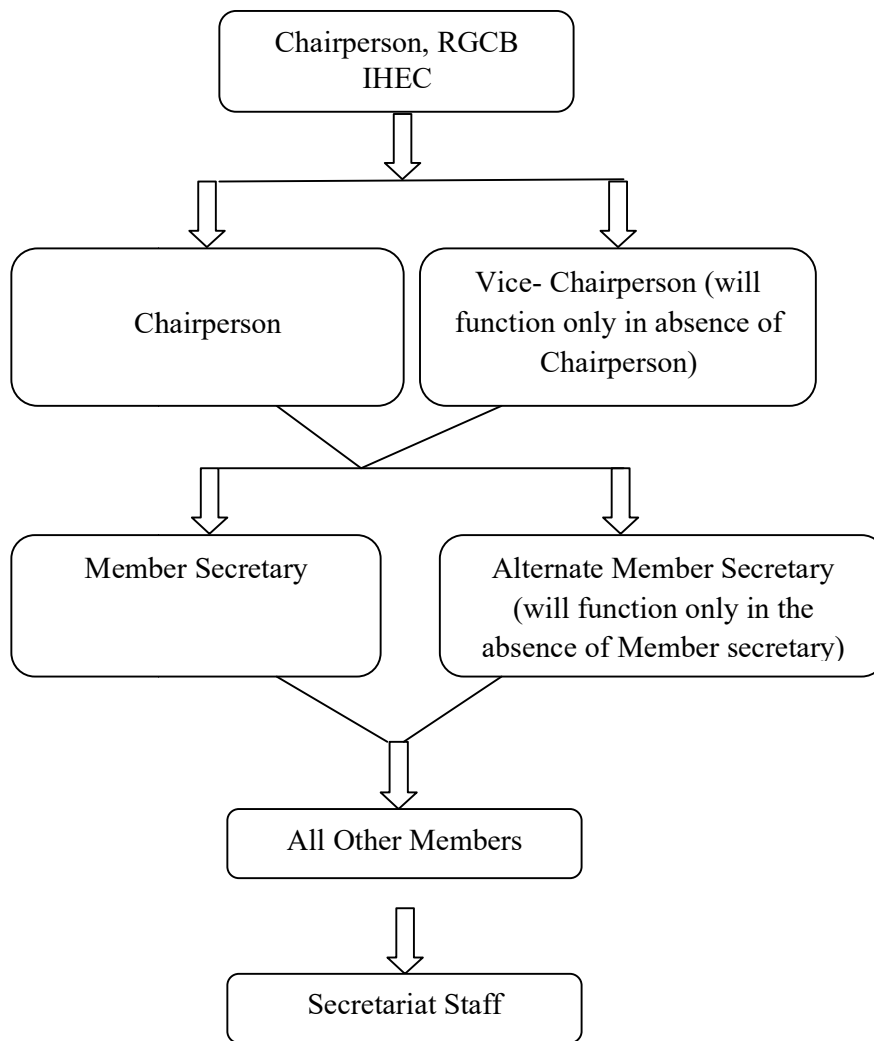 Chairperson, RGCB
IHEC
Chairperson
Vice- Chairperson (will
function only in absence of
Chairperson)
Member Secretary
Alternate Member Secretary
(will function only in the
absence of Member secretary)
All Other Members
Secretariat Staff